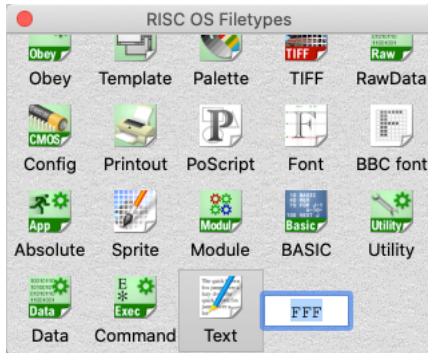 RISC OS Filetypes
Obey TIFF Raw
Obey Template Palette TIFF RawData
CMOS
Config Printout PoScript Font BBC font
App Modul Basic Utility
Absolute Sprite Module BASIC Utility
Data Exec
Data Command Text
FFF